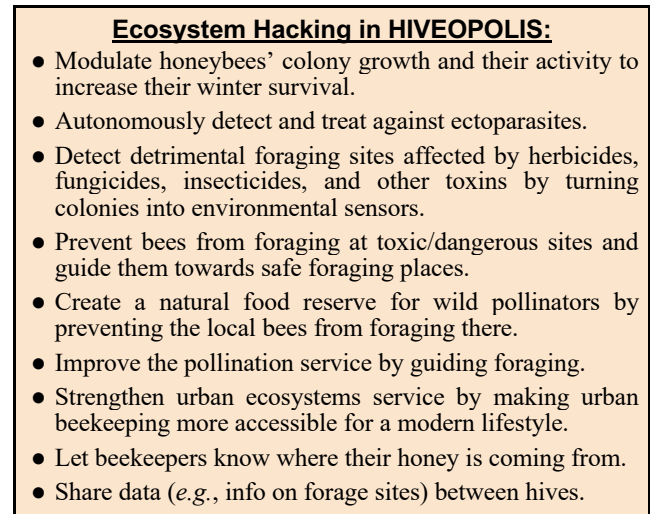 Ecosystem Hacking in HIVEOPOLIS:
● Modulate honeybees’ colony growth and their activity to
increase their winter survival.
● Autonomously detect and treat against ectoparasites.
● Detect detrimental foraging sites affected by herbicides,
fungicides, insecticides, and other toxins by turning
colonies into environmental sensors.
● Prevent bees from foraging at toxic/dangerous sites and
guide them towards safe foraging places.
● Create a natural food reserve for wild pollinators by
preventing the local bees from foraging there.
● Improve the pollination service by guiding foraging.
● Strengthen urban ecosystems service by making urban
beekeeping more accessible for a modern lifestyle.
● Let beekeepers know where their honey is coming from.
● Share data (e.g., info on forage sites) between hives.